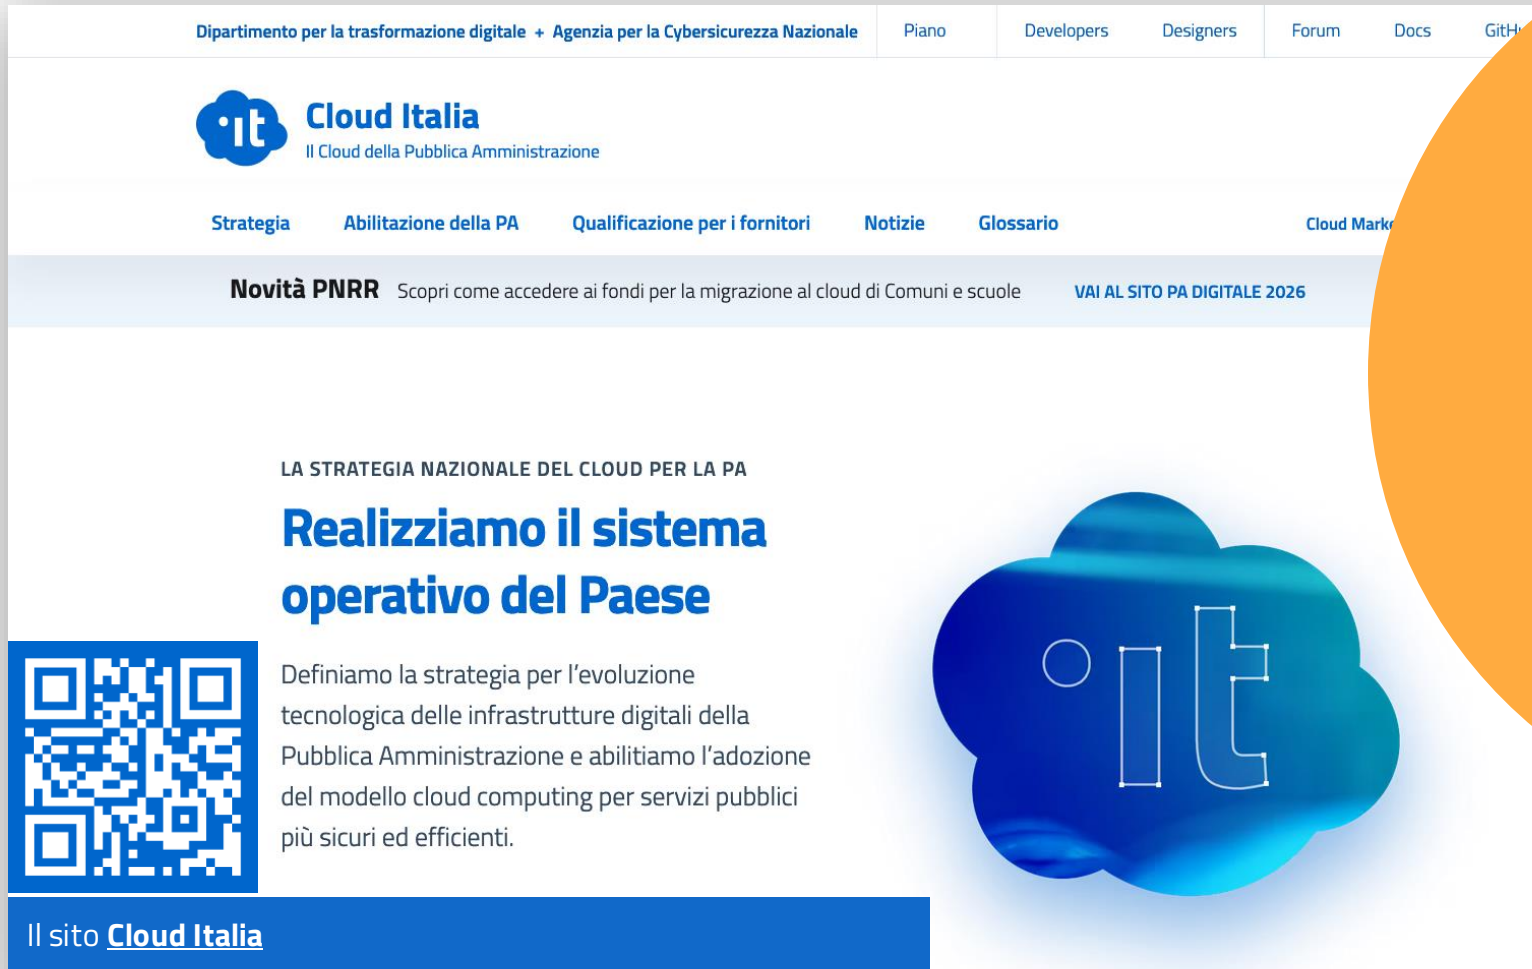 Dipartimento per la trasformazione digitale + Agenzia per la Cybersicurezza Nazionale Piano Developers Designers Forum Docs
·it Cloud Italia
Il Cloud della Pubblica Amministrazione
Strategia Abilitazione della PA Qualificazione per i fornitori Notizie Glossario Cloud
Novità PNRR Scopri come accedere ai fondi per la migrazione al cloud di Comuni e scuole VAI AL SITO PA DIGITALE 2026
LA STRATEGIA NAZIONALE DEL CLOUD PER LA PA
Realizziamo il sistema
operativo del Paese
Definiamo la strategia per l’evoluzione
tecnologica delle infrastrutture digitali della
Pubblica Amministrazione e abilitiamo l’adozione
del modello cloud computing per servizi pubblici
più sicuri ed efficienti.
·it
Il sito Cloud Italia